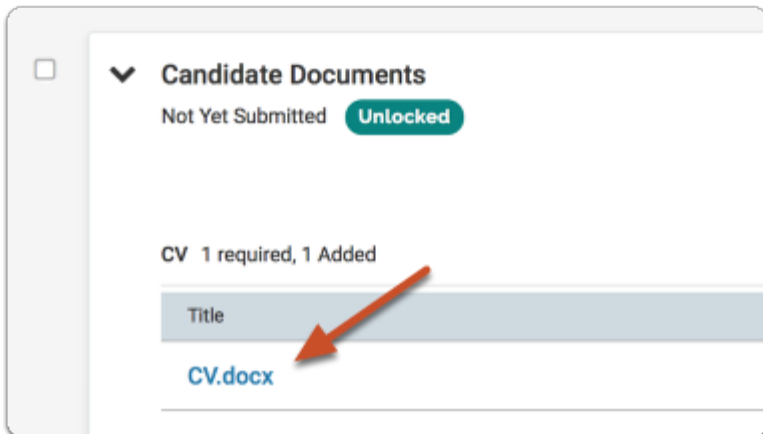 Candidate Documents
Not Yet Submitted Unlocked
CV 1 required, 1 Added
Title
CV.docx